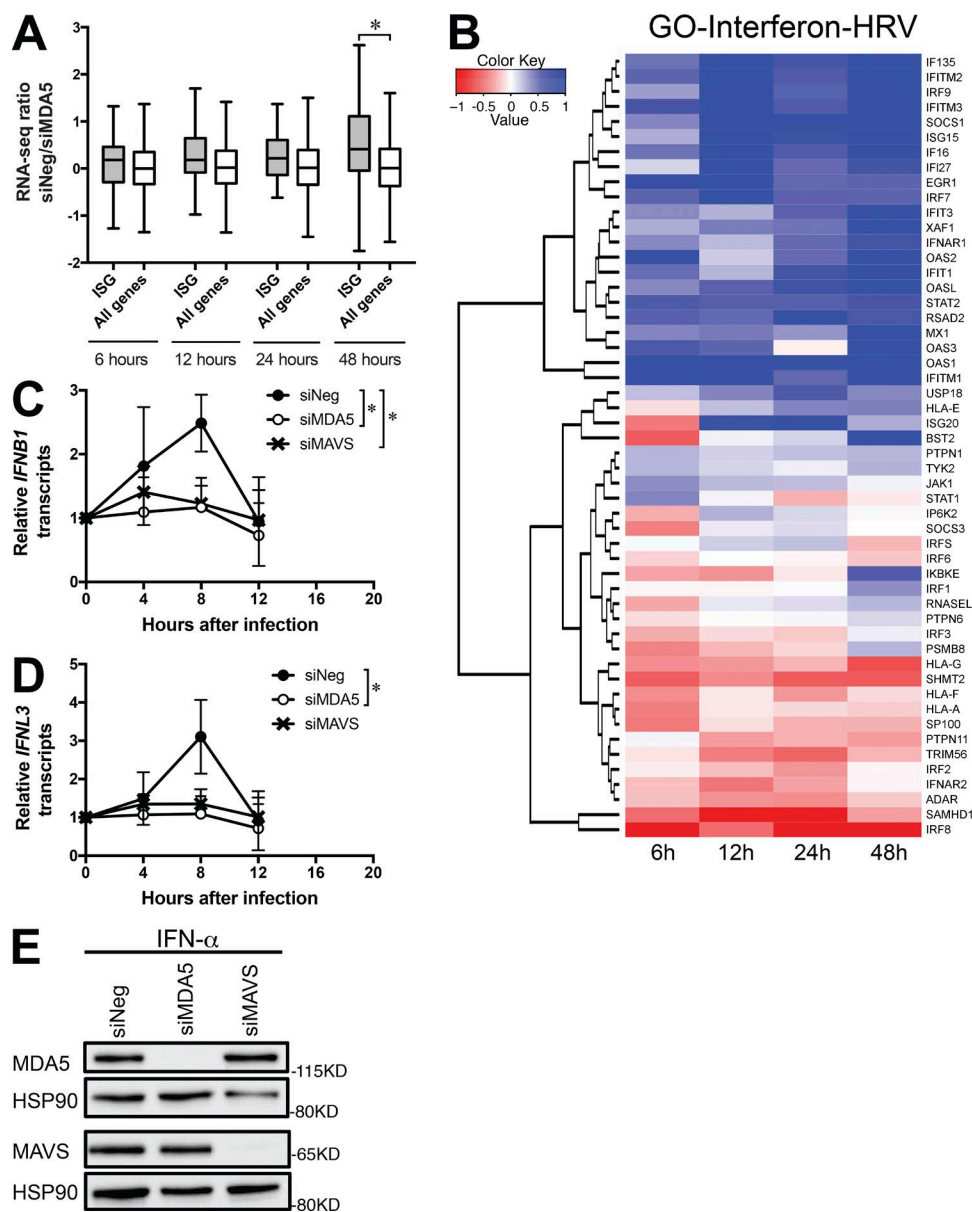 A
RNA-seq ratio
siNeg/siMDA5
3
2
1
0
-1
-2
*
ISG
All genes
ISG
All genes
ISG
All genes
ISG
All genes
6 hours
12 hours
24 hours
48 hours
B
GO-Interferon-HRV
Color Key
−1 -0.5 0 0.5 1
Value
IF135
IFITM2
IRF9
IFITM3
SOCS1
ISG15
IF16
IFI27
EGR1
IRF7
IFIT3
XAF1
IFNAR1
OAS2
IFIT1
OASL
STAT2
RSAD2
MX1
OAS3
OAS1
IFITM1
USP18
HLA-E
ISG20
BST2
PTPN1
TYK2
JAK1
STAT1
IP6K2
SOCS3
IRFS
IRF6
IKBKE
IRF1
RNASEL
PTPN6
IRF3
PSMB8
HLA-G
SHMT2
HLA-F
HLA-A
SP100
PTPN11
TRIM56
IRF2
IFNAR2
ADAR
SAMHD1
IRF8
6h 12h 24h 48h
C
Relative IFNB1
transcripts
3
2
1
0
siNeg
siMDA5
siMAVS
*
*
0 4 8 12 16 20
Hours after infection
D
Relative IFNL3
transcripts
5
4
3
2
1
0
siNeg
siMDA5
siMAVS
*
0 4 8 12 16 20
Hours after infection
E
IFN-α
siNeg
siMDA5
siMAVS
MDA5
-115KD
HSP90
-80KD
MAVS
-65KD
HSP90
-80KD